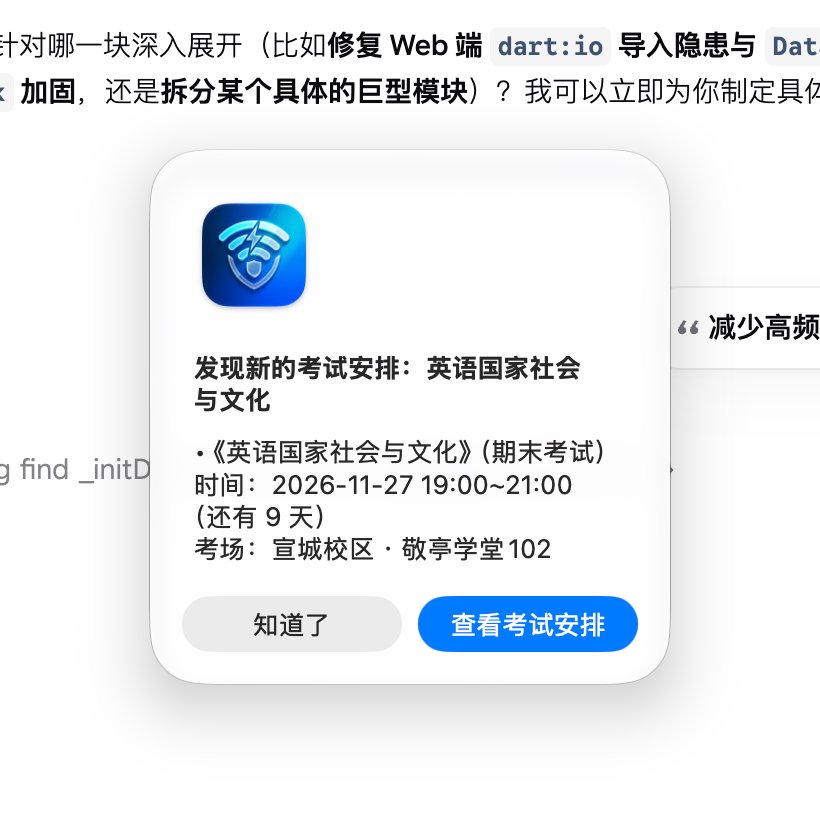 针对哪一块深入展开（比如修复 Web 端 dart:io 导入隐患与 Dat
加固，还是拆分某个具体的巨型模块）？我可以立即为你制定具体
“ 减少高频
发现新的考试安排：英语国家社会
与文化
•《英语国家社会与文化》（期末考试）
g find _initD
时间：2026-11-27 19:00~21:00
（还有 9 天）
考场：宣城校区 · 敬亭学堂102
知道了
查看考试安排